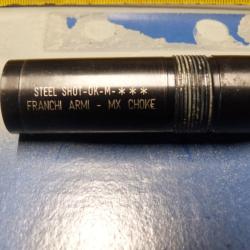 STEEL SHOT-OK-M-***
FRANCHI ARMI - MX CHOKE